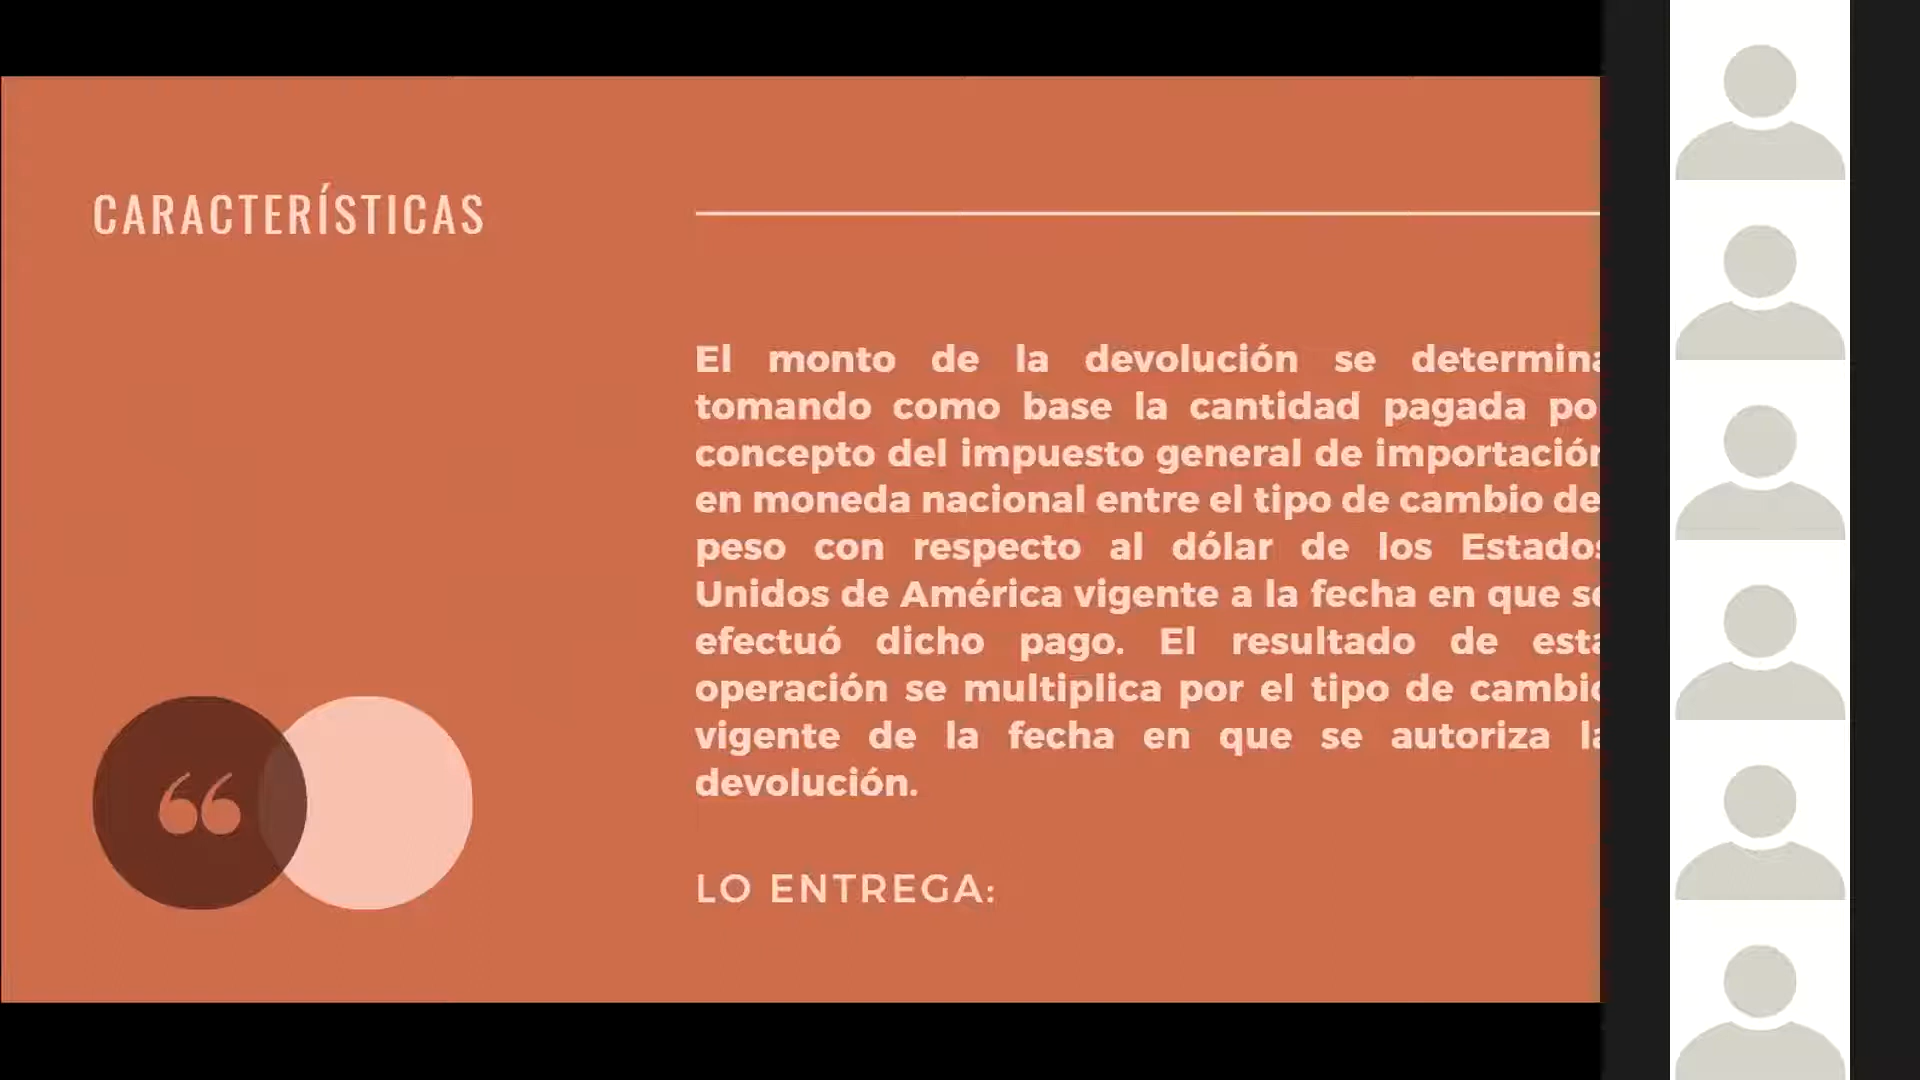 CARACTERÍSTICAS
El monto de la devolución se determina
tomando como base la cantidad pagada po
concepto del impuesto general de importación
en moneda nacional entre el tipo de cambio de
peso con respecto al dólar de los Estados
Unidos de América vigente a la fecha en que se
efectuó dicho pago. El resultado de esta
operación se multiplica por el tipo de cambio
vigente de la fecha en que se autoriza la
devolución.
LO ENTREGA: